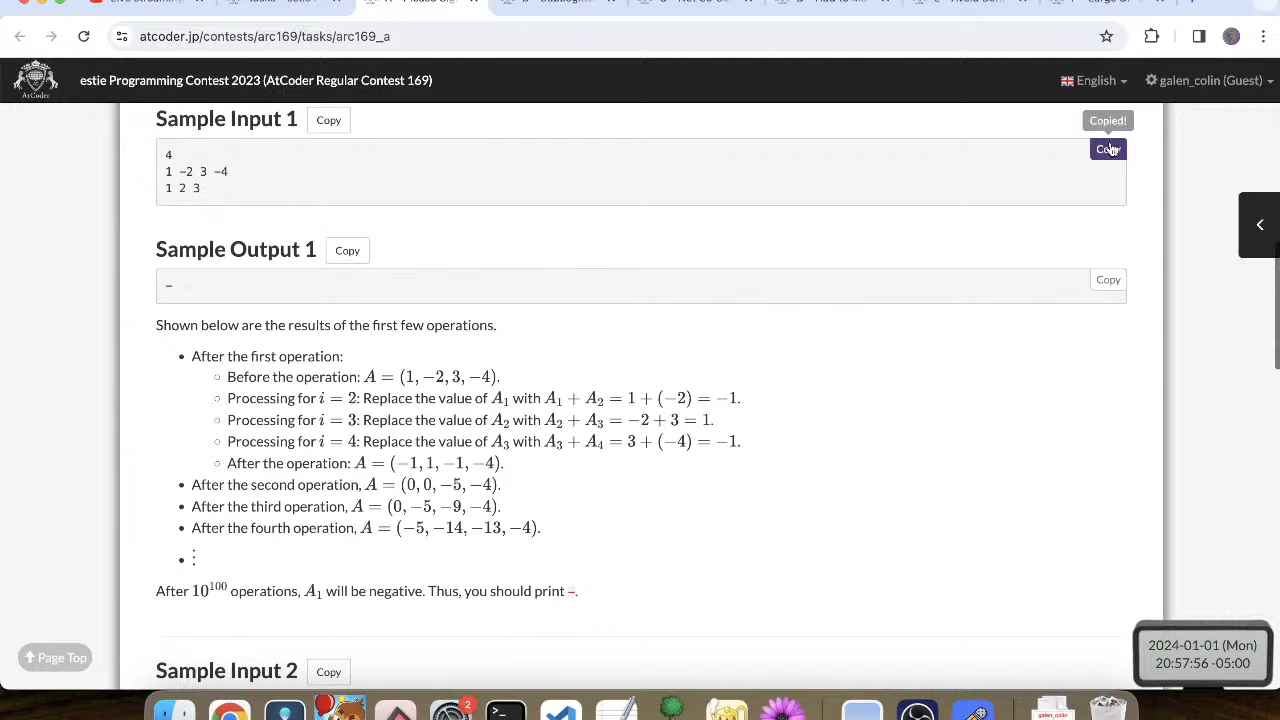 atcoder.jp/contests/arc169/tasks/arc169_a
estie Programming Contest 2023 (AtCoder Regular Contest 169)
English
galen_colin (Guest)
Sample Input 1
Copy
Copied!
Copy
4
1 -2 3 -4
1 2 3
Sample Output 1
Copy
Copy
-
Shown below are the results of the first few operations.
• After the first operation:
◦ Before the operation: A = (1, −2, 3, −4).
◦ Processing for i = 2: Replace the value of A₁ with A₁ + A₂ = 1 + (−2) = −1.
◦ Processing for i = 3: Replace the value of A₂ with A₂ + A₃ = −2 + 3 = 1.
◦ Processing for i = 4: Replace the value of A₃ with A₃ + A₄ = 3 + (−4) = −1.
◦ After the operation: A = (−1, 1, −1, −4).
• After the second operation, A = (0, 0, −5, −4).
• After the third operation, A = (0, −5, −9, −4).
• After the fourth operation, A = (−5, −14, −13, −4).
• ⋮
After 10¹⁰⁰ operations, A₁ will be negative. Thus, you should print -.
Page Top
Sample Input 2
Copy
2024-01-01 (Mon)
20:57:56 -05:00
2
galen_colin